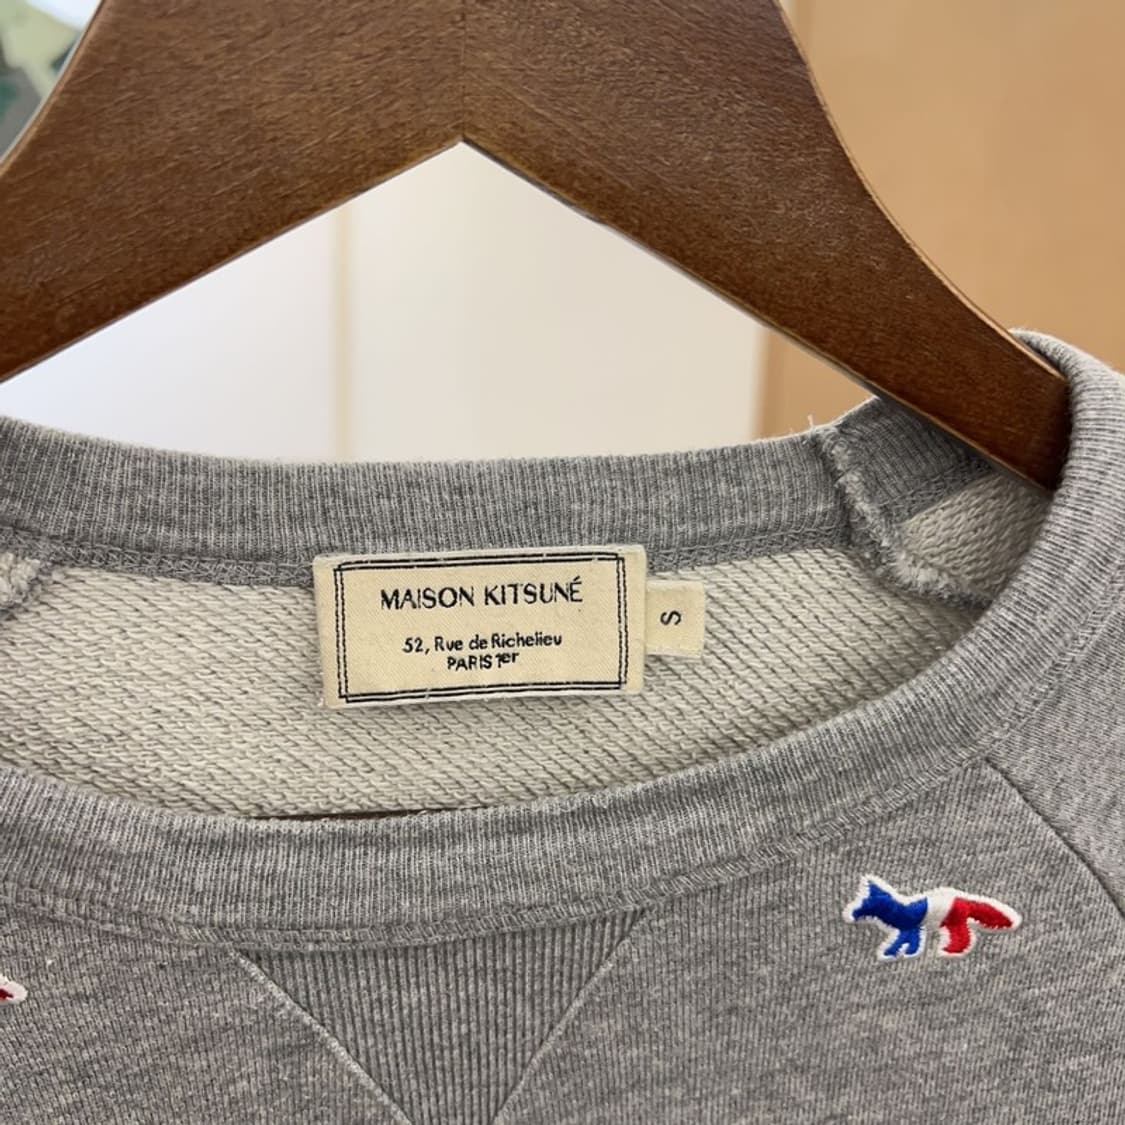 MAISON KITSUNÉ
52, Rue de Richelieu
PARIS 1er
S